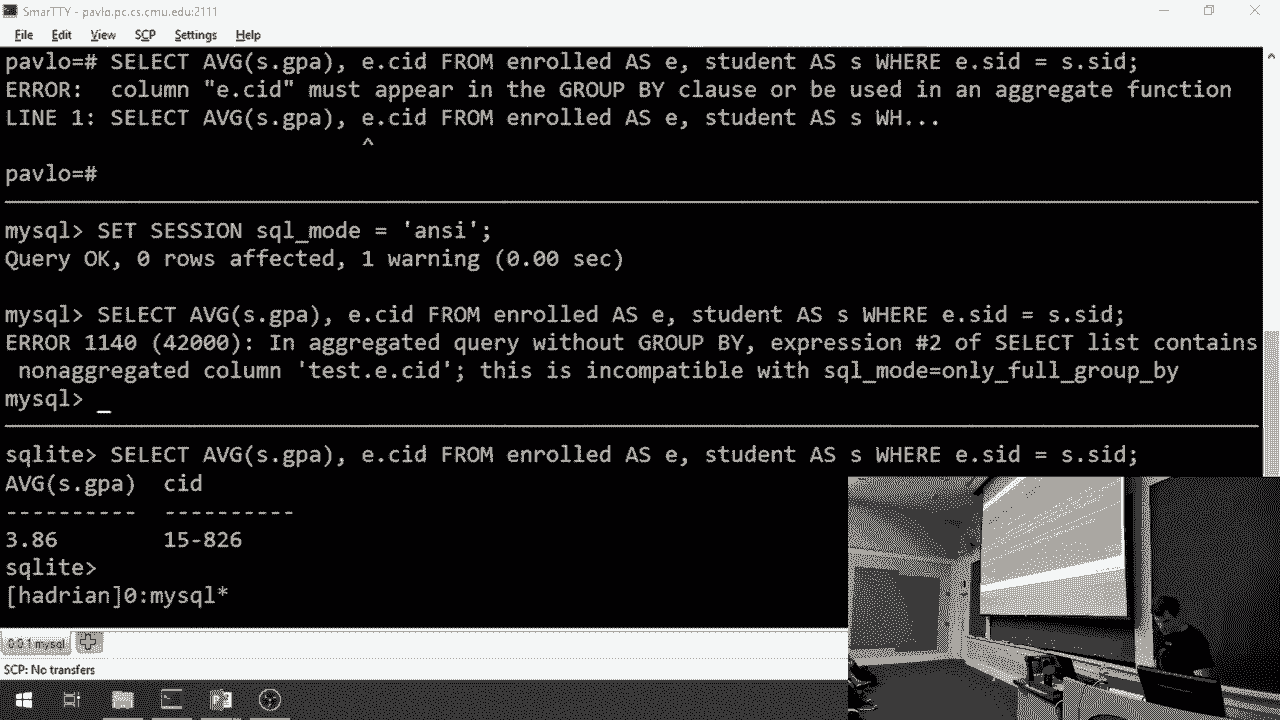 SmarTTY - pavlo.pc.cs.cmu.edu:2111
File Edit View SCP Settings Help
pavlo=# SELECT AVG(s.gpa), e.cid FROM enrolled AS e, student AS s WHERE e.sid = s.sid;
ERROR:  column "e.cid" must appear in the GROUP BY clause or be used in an aggregate function
LINE 1: SELECT AVG(s.gpa), e.cid FROM enrolled AS e, student AS s WH...
^
pavlo=#
mysql> SET SESSION sql_mode = 'ansi';
Query OK, 0 rows affected, 1 warning (0.00 sec)
mysql> SELECT AVG(s.gpa), e.cid FROM enrolled AS e, student AS s WHERE e.sid = s.sid;
ERROR 1140 (42000): In aggregated query without GROUP BY, expression #2 of SELECT list contains
nonaggregated column 'test.e.cid'; this is incompatible with sql_mode=only_full_group_by
mysql> _
sqlite> SELECT AVG(s.gpa), e.cid FROM enrolled AS e, student AS s WHERE e.sid = s.sid;
AVG(s.gpa)  cid
----------  ----------
3.86        15-826
sqlite>
[hadrian]0:mysql*
0:0:1 mysql
SCP: No transfers